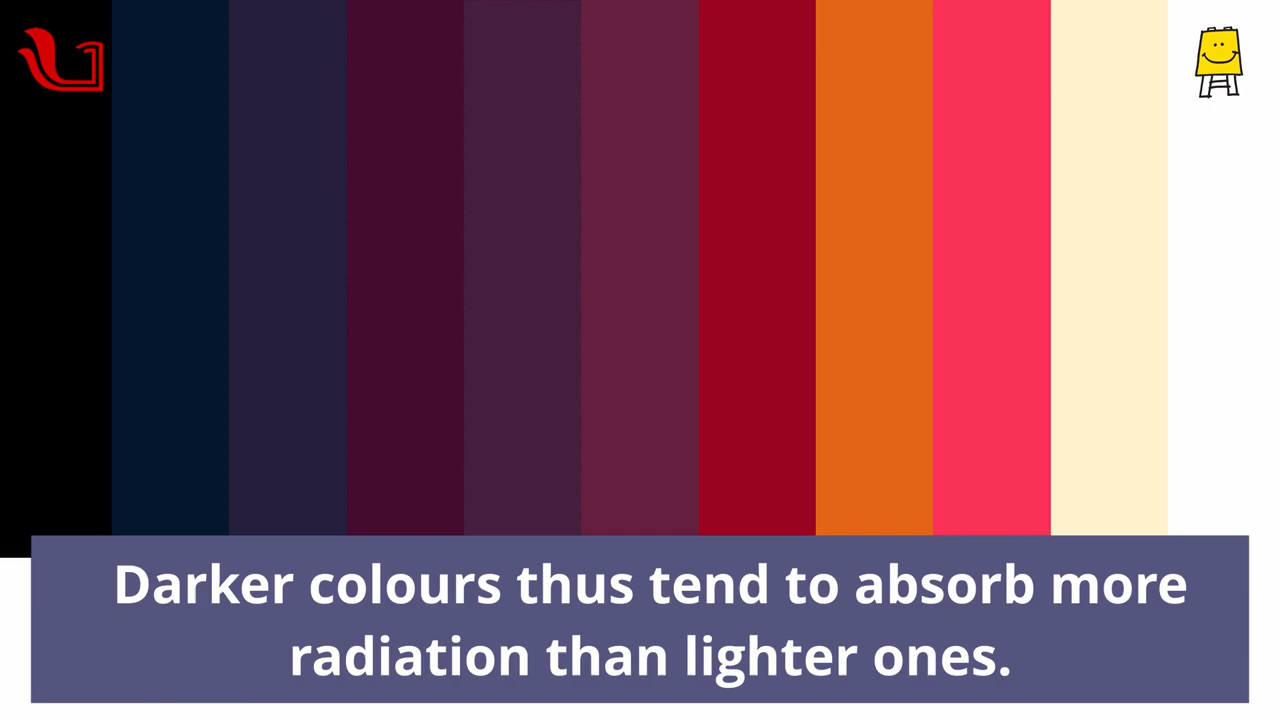 Darker colours thus tend to absorb more
radiation than lighter ones.